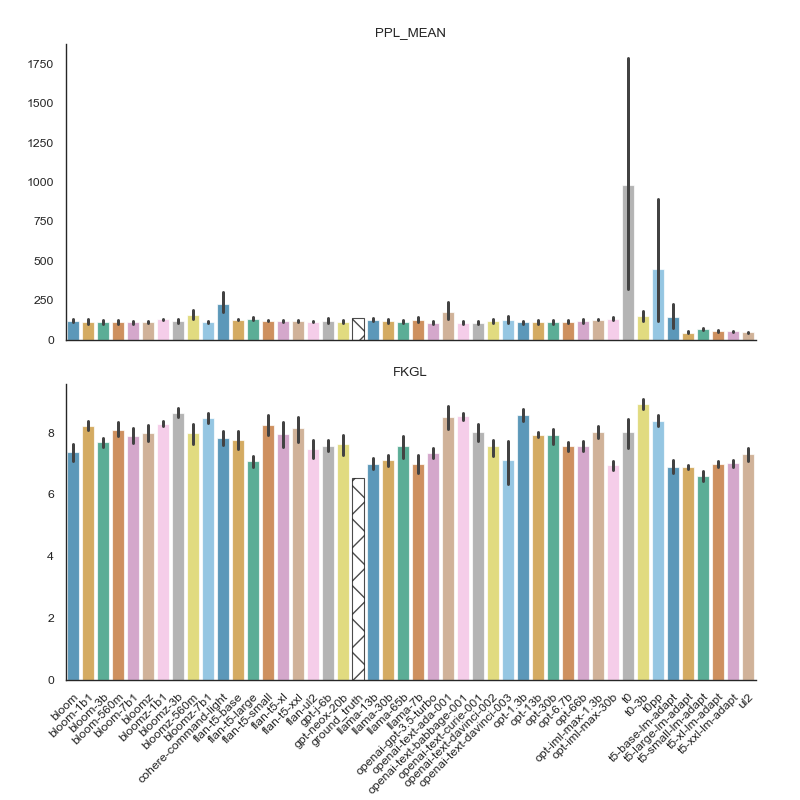 PPL_MEAN
1750
1500
1250
1000
750
500
250
0
FKGL
8
6
4
2
0
bloom
bloom-1b1
bloom-3b
bloom-560m
bloom-7b1
bloomz
bloomz-1b1
bloomz-3b
bloomz-560m
bloomz-7b1
cohere-command-light
flan-t5-base
flan-t5-large
flan-t5-small
flan-t5-xl
flan-t5-xxl
flan-ul2
gpt-j-6b
gpt-neox-20b
ground_truth
llama-13b
llama-30b
llama-65b
llama-7b
openai-gpt-3.5-turbo
openai-text-ada-001
openai-text-babbage-001
openai-text-curie-001
openai-text-davinci-002
openai-text-davinci-003
opt-1.3b
opt-13b
opt-30b
opt-6.7b
opt-66b
opt-iml-max-1.3b
opt-iml-max-30b
t0
t0-3b
t0pp
t5-base-lm-adapt
t5-large-lm-adapt
t5-small-lm-adapt
t5-xl-lm-adapt
t5-xxl-lm-adapt
ul2